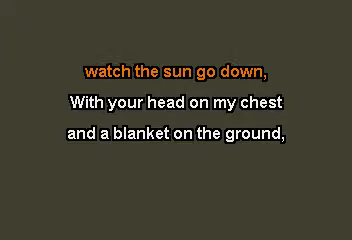 watch the sun go down,
With your head on my chest
and a blanket on the ground,